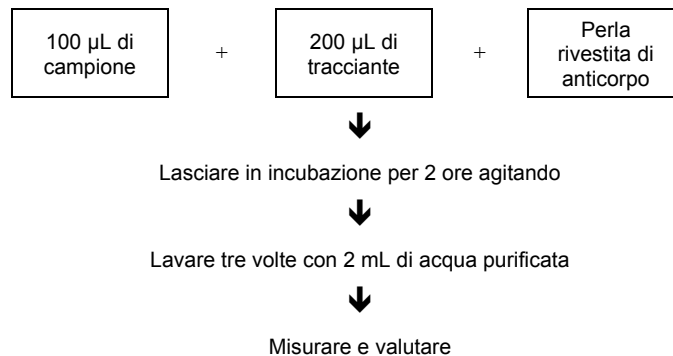 100 µL di
campione
+
200 µL di
tracciante
+
Perla
rivestita di
anticorpo
Lasciare in incubazione per 2 ore agitando
Lavare tre volte con 2 mL di acqua purificata
Misurare e valutare